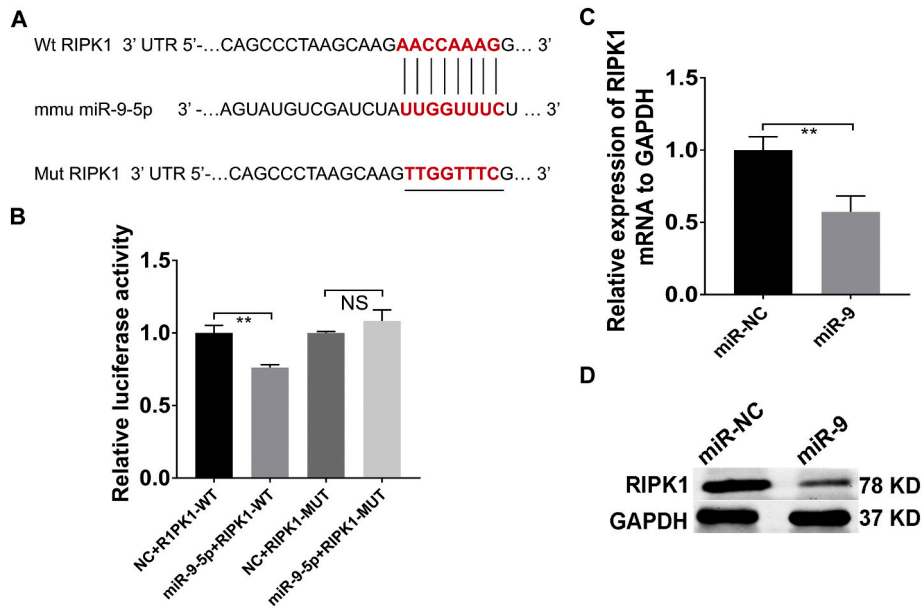 A
Wt RIPK1 3’ UTR 5’-…CAGCCCTAAGCAAGAACCAAAGG… 3’
mmu miR-9-5p 3’ -…AGUAUGUCGAUCUAUUGGUUUCU … 3’
Mut RIPK1 3’ UTR 5’-…CAGCCCTAAGCAAGTTGGTTTCG… 3’
B
Relative luciferase activity
1.5
1.0
0.5
0.0
**
NS
NC+R1PK1-WT
miR-9-5p+RIPK1-WT
NC+RIPK1-MUT
miR-9-5p+RIPK1-MUT
C
Relative expression of RIPK1
mRNA to GAPDH
1.5
1.0
0.5
0.0
**
miR-NC
miR-9
D
miR-NC
miR-9
RIPK1
78 KD
GAPDH
37 KD